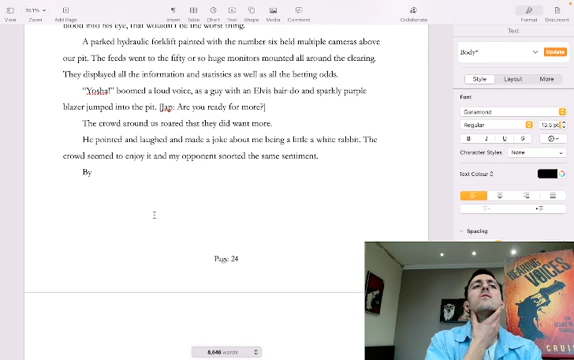 View
Zoom
Add Page
Insert
Table
Chart
Text
Shape
Media
Comment
Collaborate
Format
Document
blood into his eye, that wouldn't be the worst thing.
A parked hydraulic forklift painted with the number six held multiple cameras above
our pit. The feeds went to the fifty or so huge monitors mounted all around the clearing.
They displayed all the information and statistics as well as all the betting odds.
"Yosha!" boomed a loud voice, as a guy with an Elvis hair-do and sparkly purple
blazer jumped into the pit. [Jap: Are you ready for more?]
The crowd around us roared that they did want more.
He pointed and laughed and made a joke about me being a little a white rabbit. The
crowd seemed to enjoy it and my opponent snorted the same sentiment.
By
Page 24
8,646 words
Text
Body*
Update
Style
Layout
More
Font
Garamond
Regular
13.5 pt
B I U S
Character Styles
None
Text Colour
Spacing
HEARING
VOICES